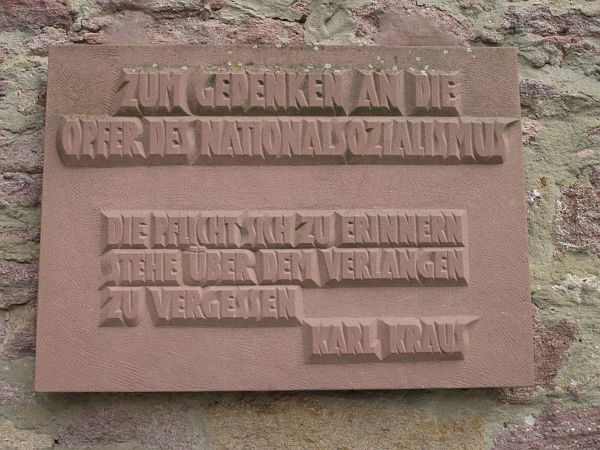 ZUM GEDENKEN AN DIE
OPFER DES NATIONALSOZIALISMUS
DIE PFLICHT SICH ZU ERINNERN
STEHE ÜBER DEM VERLANGEN
ZU VERGESSEN
KARL KRAUS